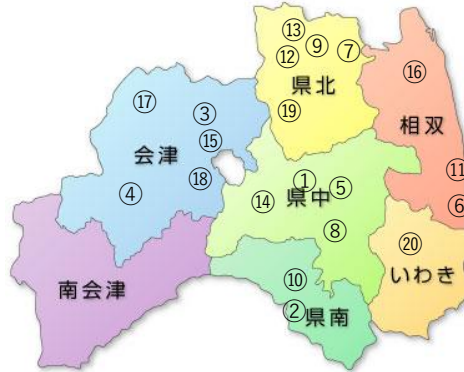 ⑬
⑨
⑦
⑫
県北
⑯
⑰
③
⑲
相双
⑮
会津
⑪
⑱
①
⑤
④
⑭
県中
⑥
⑧
⑳
南会津
⑩
いわき
②
県南